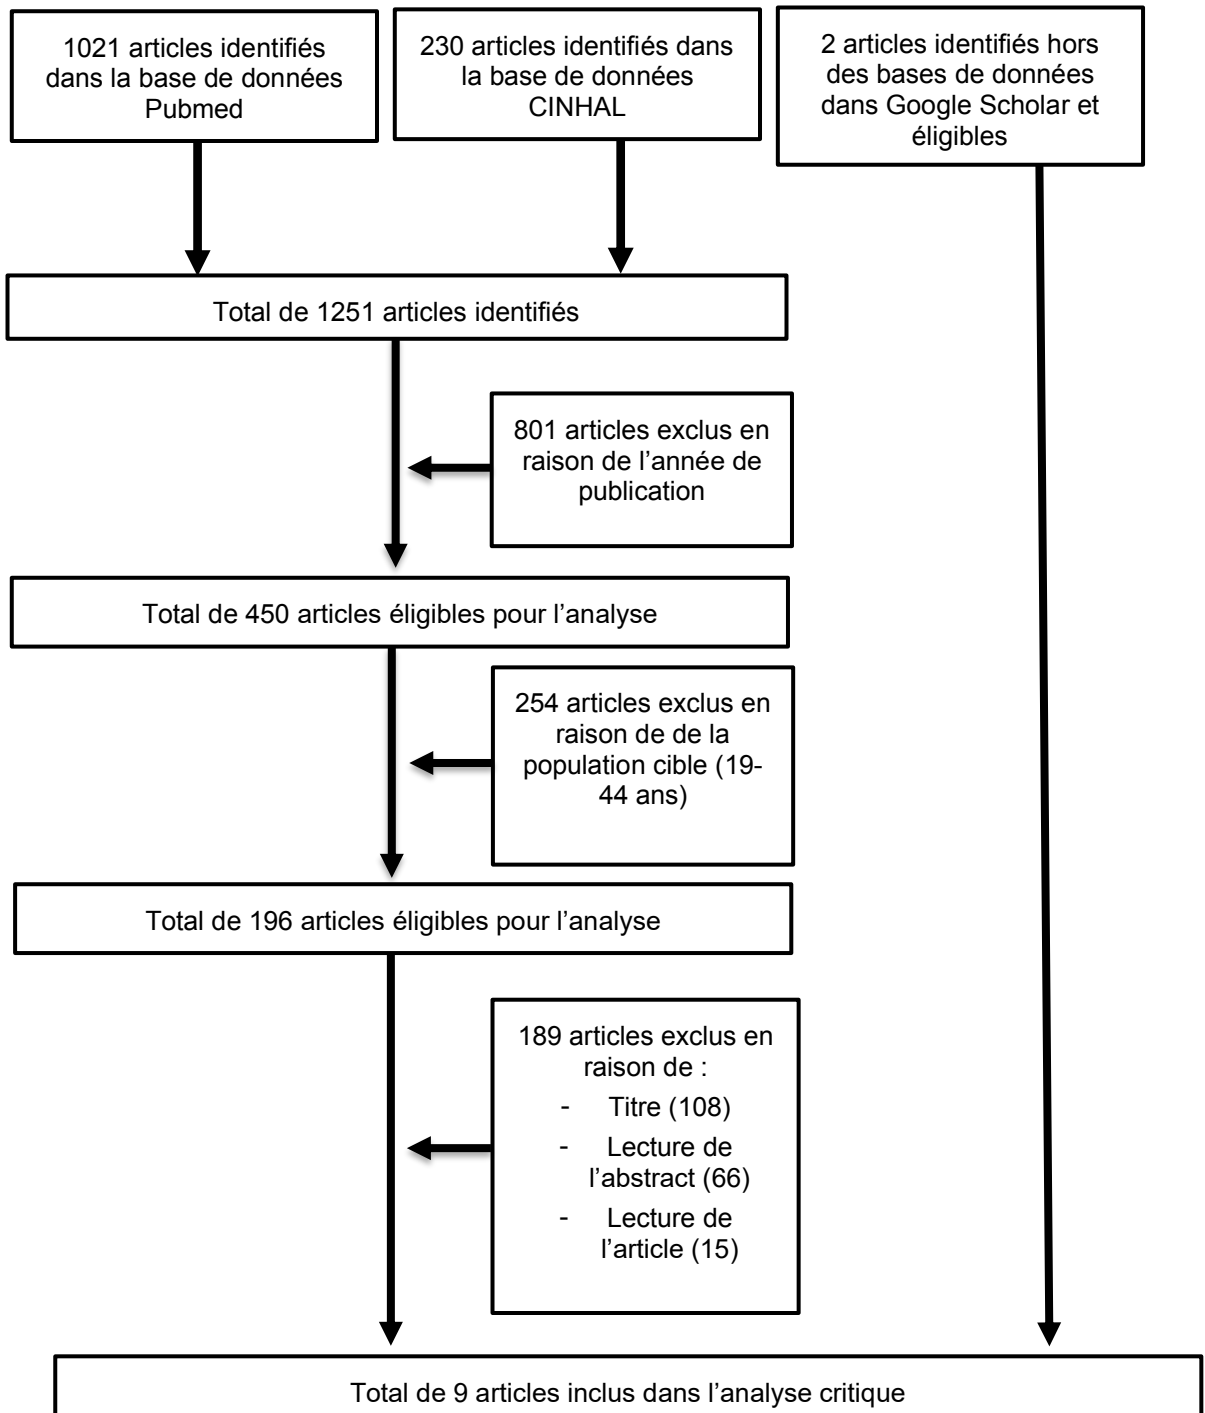 1021 articles identifiés
dans la base de données
Pubmed
230 articles identifiés dans
la base de données
CINHAL
2 articles identifiés hors
des bases de données
dans Google Scholar et
éligibles
Total de 1251 articles identifiés
801 articles exclus en
raison de l’année de
publication
Total de 450 articles éligibles pour l’analyse
254 articles exclus en
raison de de la
population cible (19-
44 ans)
Total de 196 articles éligibles pour l’analyse
189 articles exclus en
raison de :
- Titre (108)
- Lecture de
l’abstract (66)
- Lecture de
l’article (15)
Total de 9 articles inclus dans l’analyse critique